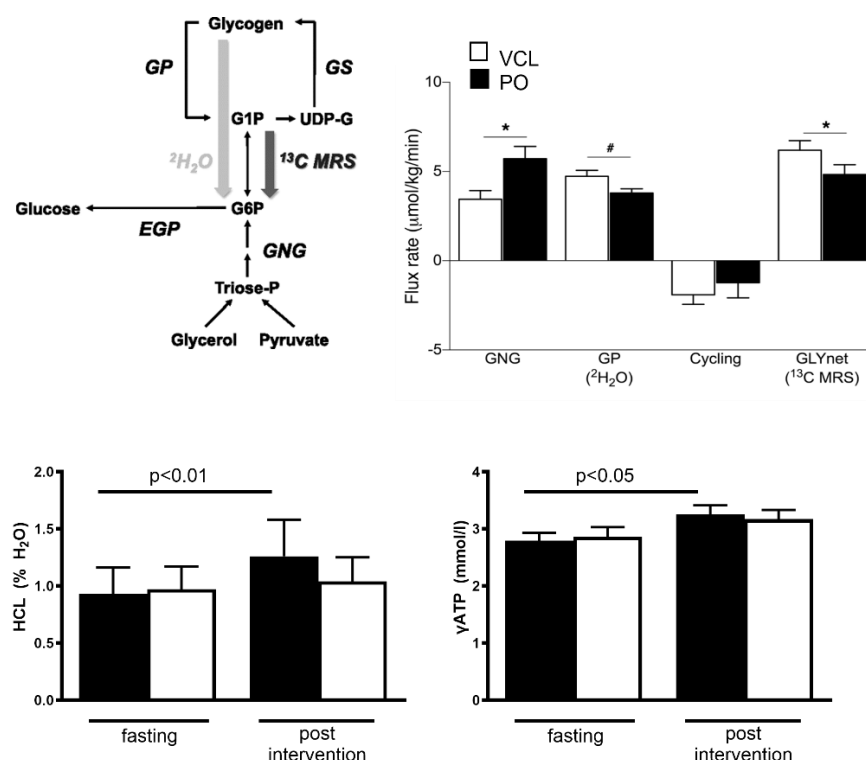 Glycogen
GP
GS
G1P
UDP-G
²H₂O
¹³C MRS
Glucose
G6P
EGP
GNG
Triose-P
Glycerol
Pyruvate
VCL
PO
Flux rate (µmol/kg/min)
10
5
0
-5
*
#
*
GNG
GP
(²H₂O)
Cycling
GLYnet
(¹³C MRS)
HCL (% H₂O)
2.0
1.5
1.0
0.5
0.0
p<0.01
fasting
post
intervention
γATP (mmol/l)
4
3
2
1
0
p<0.05
fasting
post
intervention